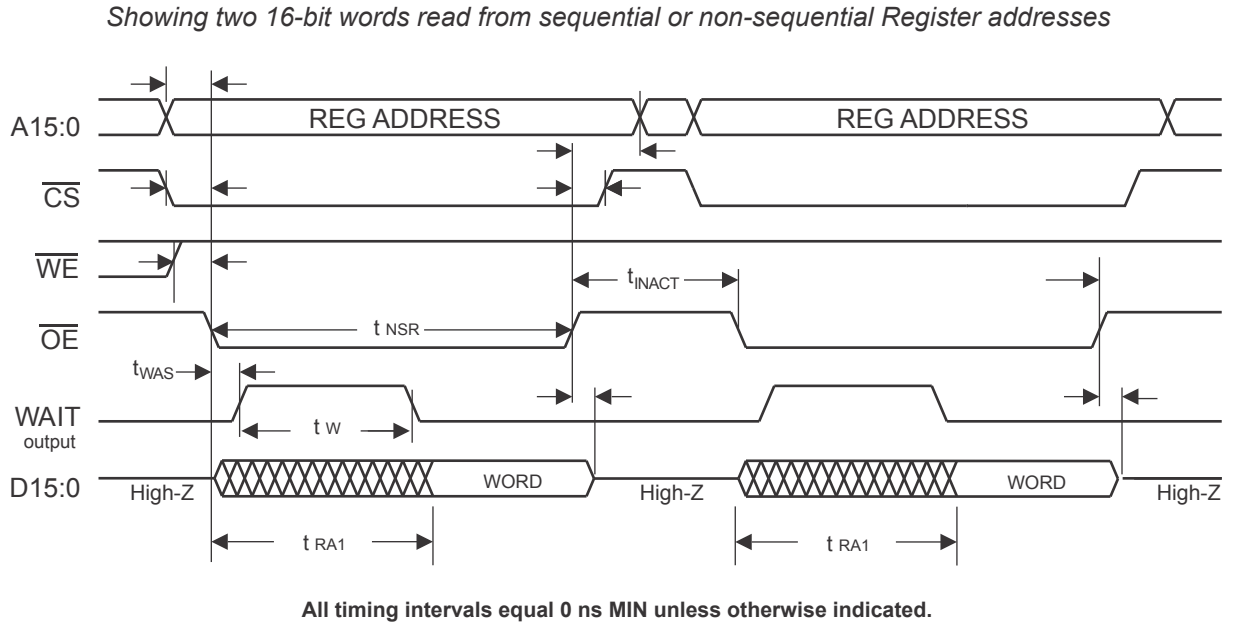 Showing two 16-bit words read from sequential or non-sequential Register addresses
A15:0 REG ADDRESS REG ADDRESS
CS
WE
tINACT
OE t NSR
tWAS
WAIT
output
t W
D15:0 High-Z WORD High-Z WORD High-Z
t RA1 t RA1
All timing intervals equal 0 ns MIN unless otherwise indicated.